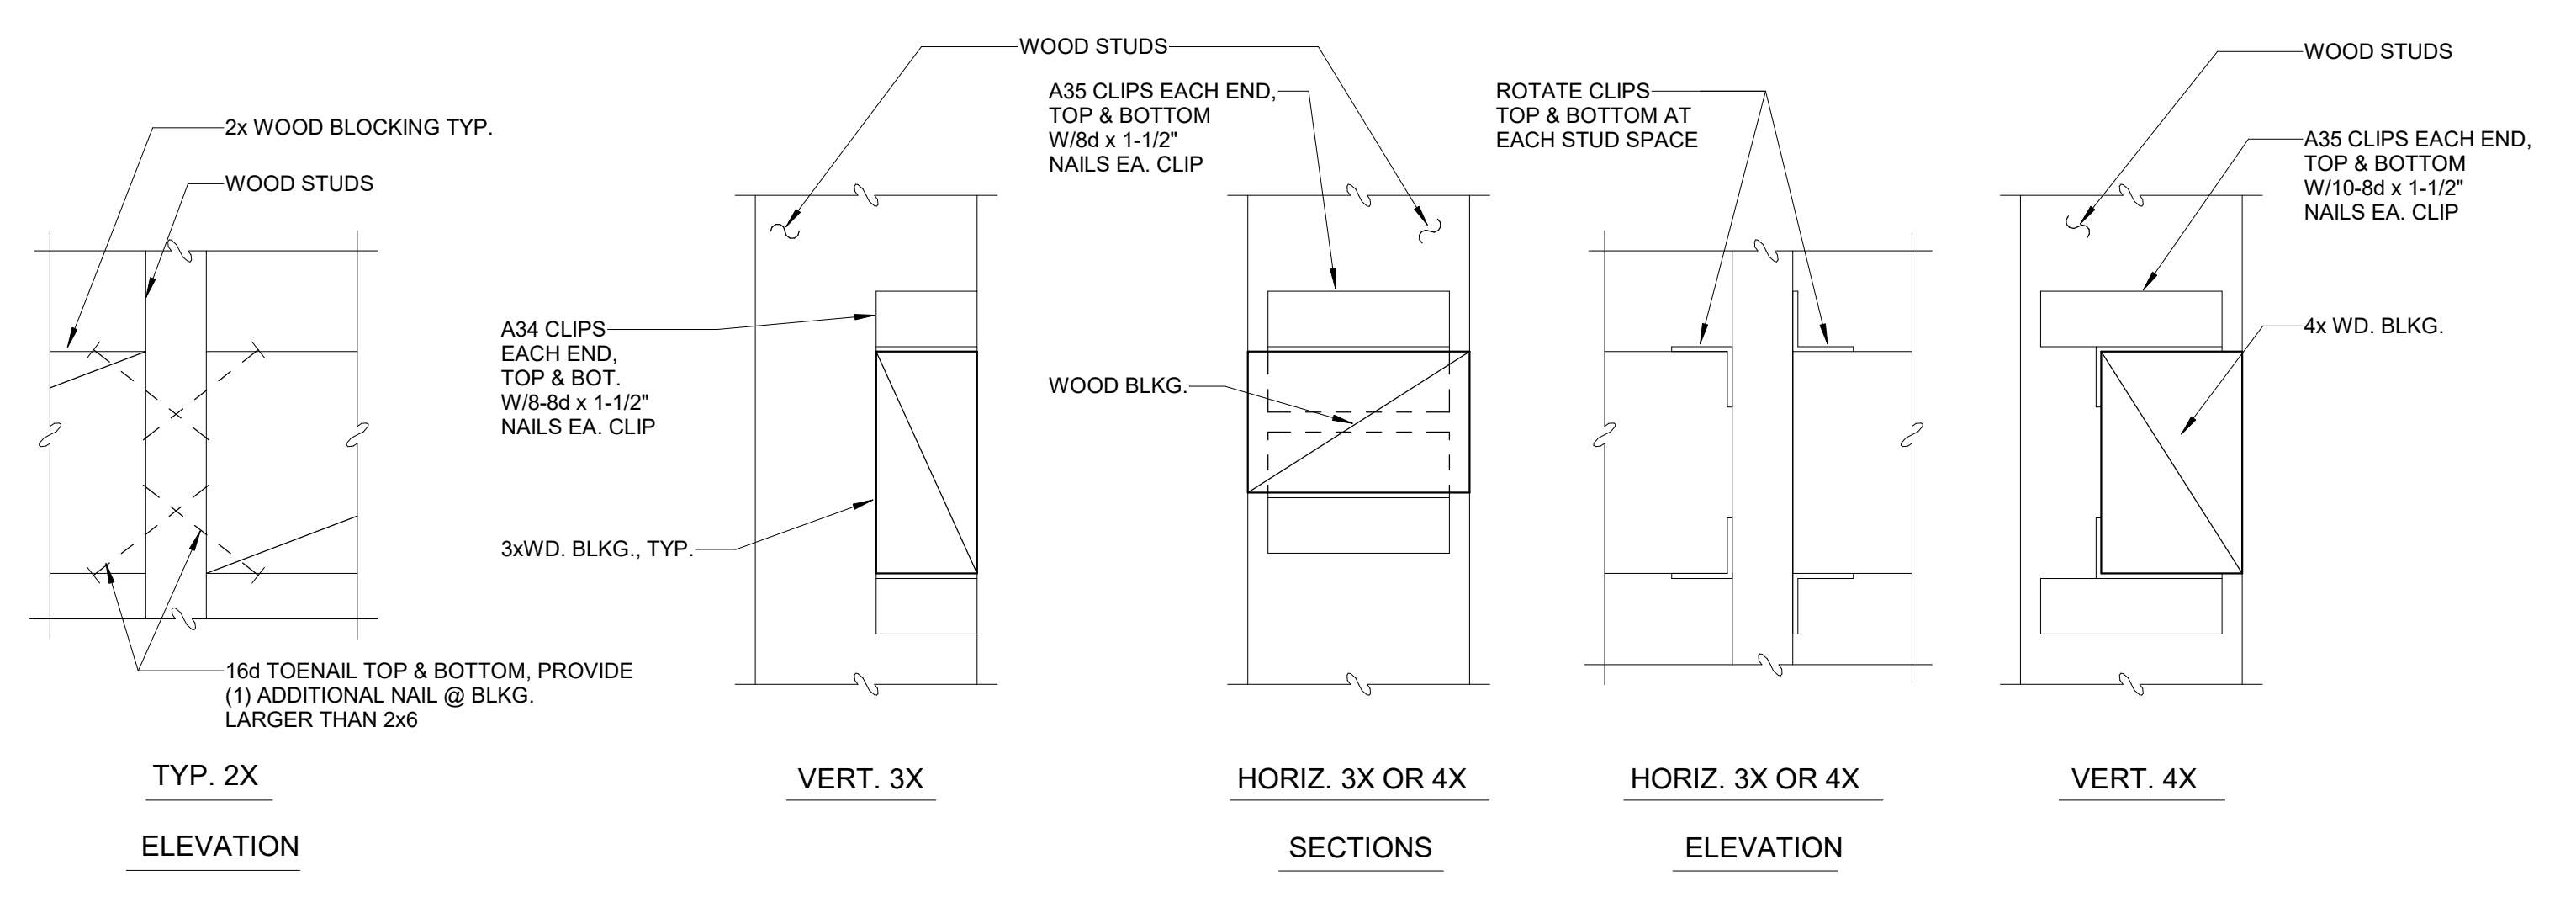 2x WOOD BLOCKING TYP.
WOOD STUDS
16d TOENAIL TOP & BOTTOM, PROVIDE
(1) ADDITIONAL NAIL @ BLKG.
LARGER THAN 2x6
TYP. 2X
ELEVATION
WOOD STUDS
A34 CLIPS
EACH END,
TOP & BOT.
W/8-8d x 1-1/2"
NAILS EA. CLIP
3xWD. BLKG., TYP.
VERT. 3X
A35 CLIPS EACH END,
TOP & BOTTOM
W/8d x 1-1/2"
NAILS EA. CLIP
WOOD BLKG.
HORIZ. 3X OR 4X
SECTIONS
ROTATE CLIPS
TOP & BOTTOM AT
EACH STUD SPACE
HORIZ. 3X OR 4X
ELEVATION
WOOD STUDS
A35 CLIPS EACH END,
TOP & BOTTOM
W/10-8d x 1-1/2"
NAILS EA. CLIP
4x WD. BLKG.
VERT. 4X